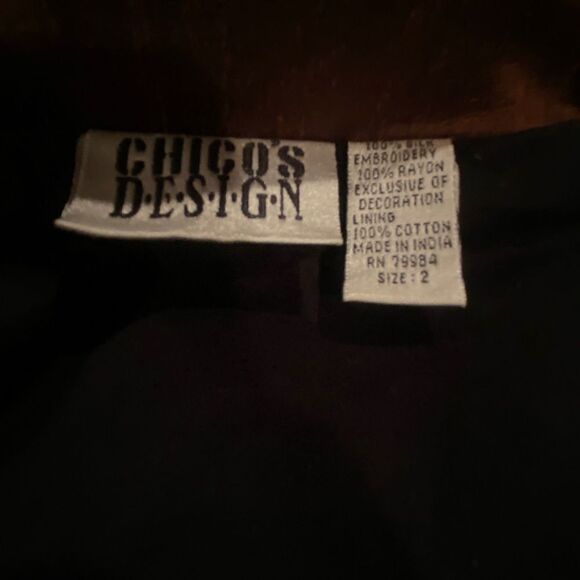 CHICO'S
D·E·S·I·G·N
100% SILK
EMBROIDERY
100% RAYON
EXCLUSIVE OF
DECORATION
LINING
100% COTTON
MADE IN INDIA
RN 79984
SIZE : 2